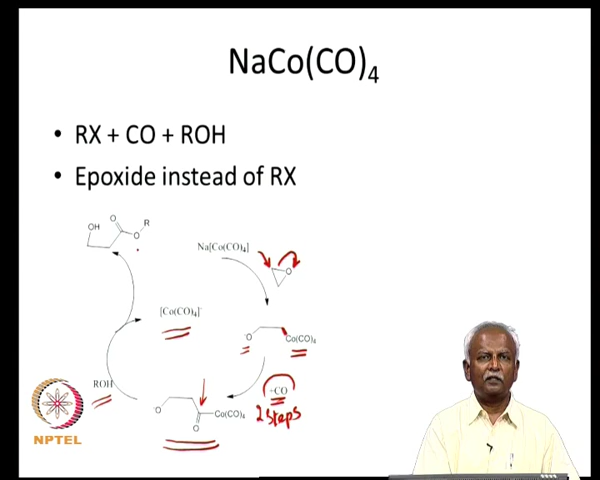 NaCo(CO)₄
• RX + CO + ROH
• Epoxide instead of RX
OH
O
R
O
Na[Co(CO)₄]
O
[Co(CO)₄]⁻
O
Co(CO)₄
ROH
+CO
2 Steps
O
Co(CO)₄
O
NPTEL